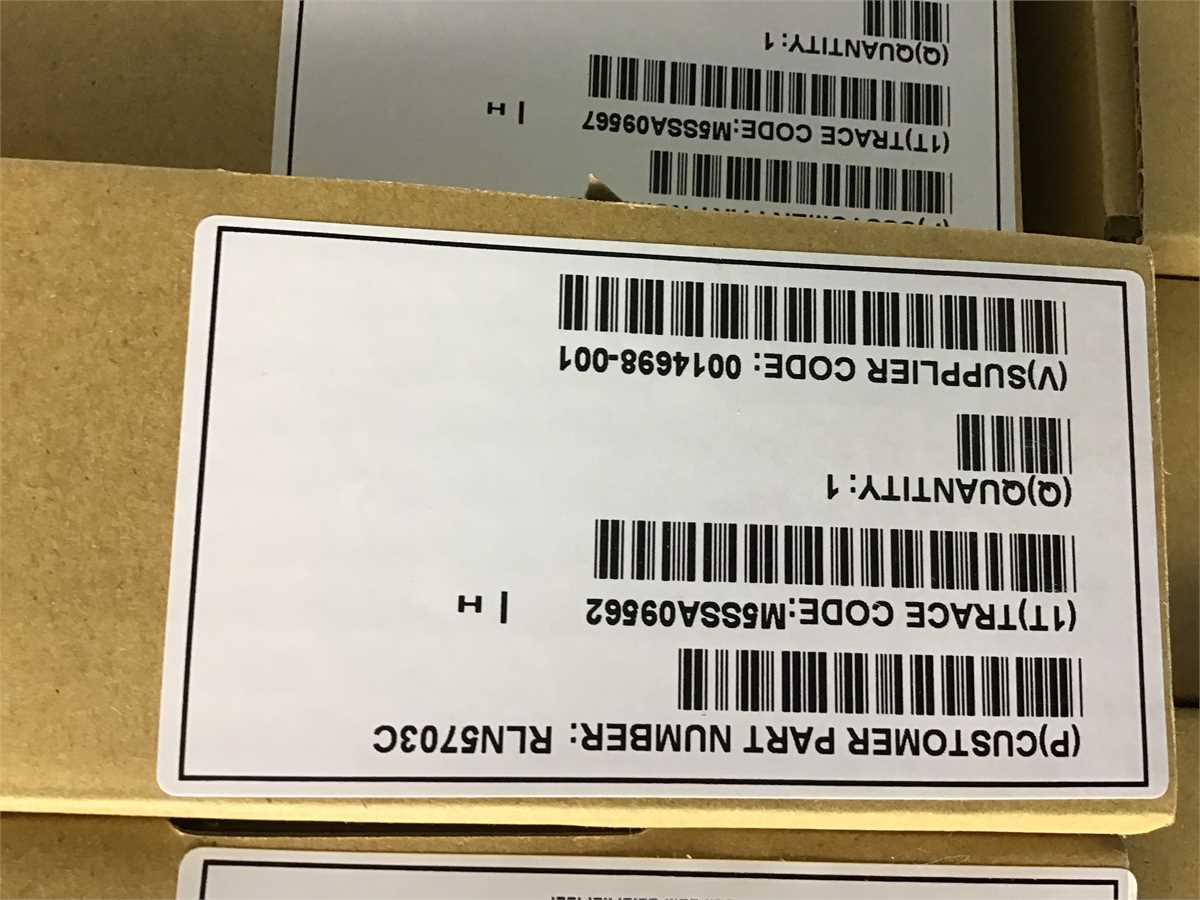 (P)CUSTOMER PART NUMBER: RLN5703C
(1T)TRACE CODE:M5SSA09562
H
(Q)QUANTITY: 1
(V)SUPPLIER CODE: 0014698-001
(1T)TRACE CODE:M5SSA09567
H
(Q)QUANTITY: 1